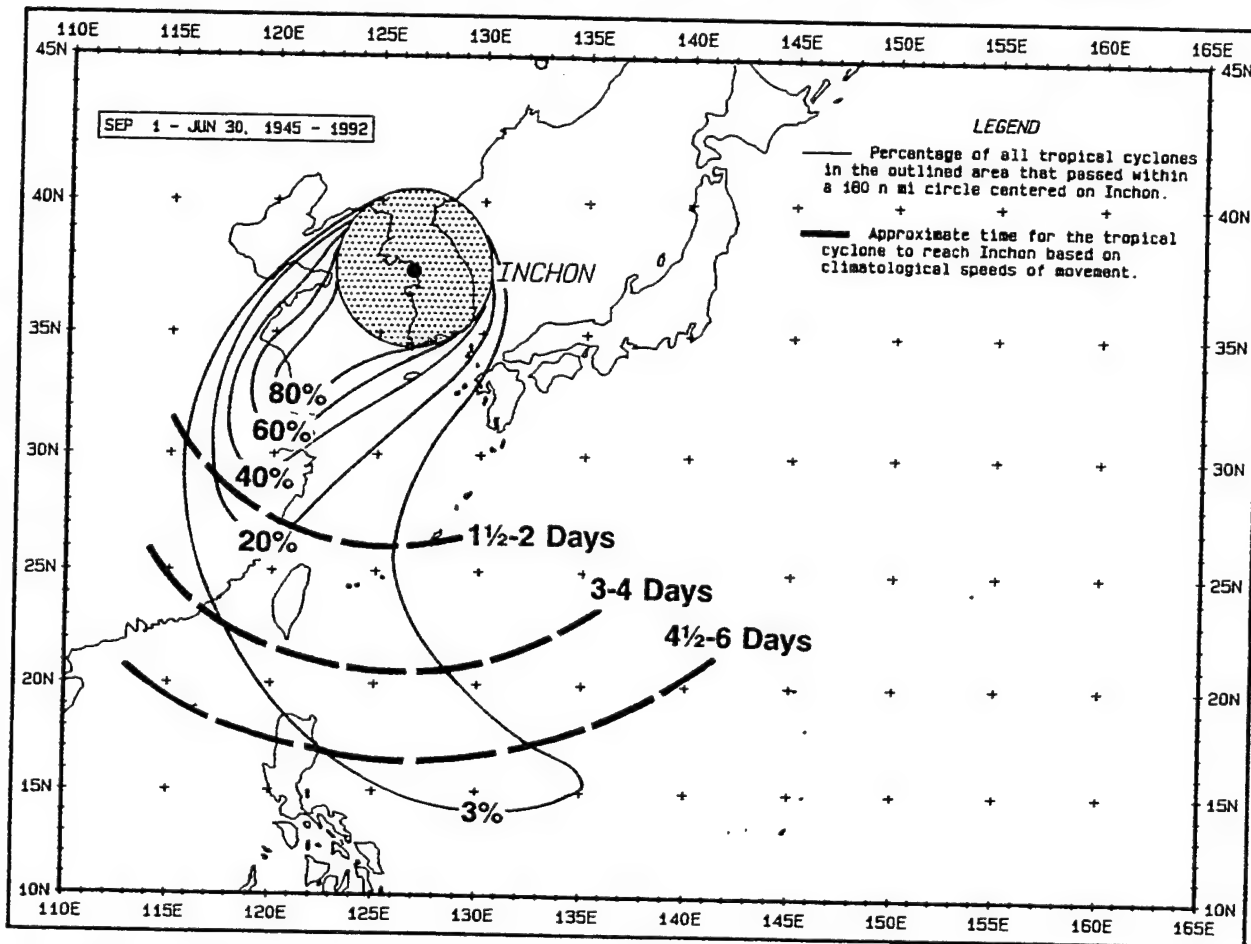 110E 115E 120E 125E 130E 135E 140E 145E 150E 155E 160E 165E
45N 45N
SEP 1 - JUN 30, 1945 - 1992
LEGEND
Percentage of all tropical cyclones
in the outlined area that passed within
a 180 n mi circle centered on Inchon.
Approximate time for the tropical
cyclone to reach Inchon based on
climatological speeds of movement.
40N 40N
INCHON
35N 35N
80%
60%
30N 30N
40%
20%
1½-2 Days
25N 25N
3-4 Days
4½-6 Days
20N 20N
15N 15N
3%
10N 10N
110E 115E 120E 125E 130E 135E 140E 145E 150E 155E 160E 165E